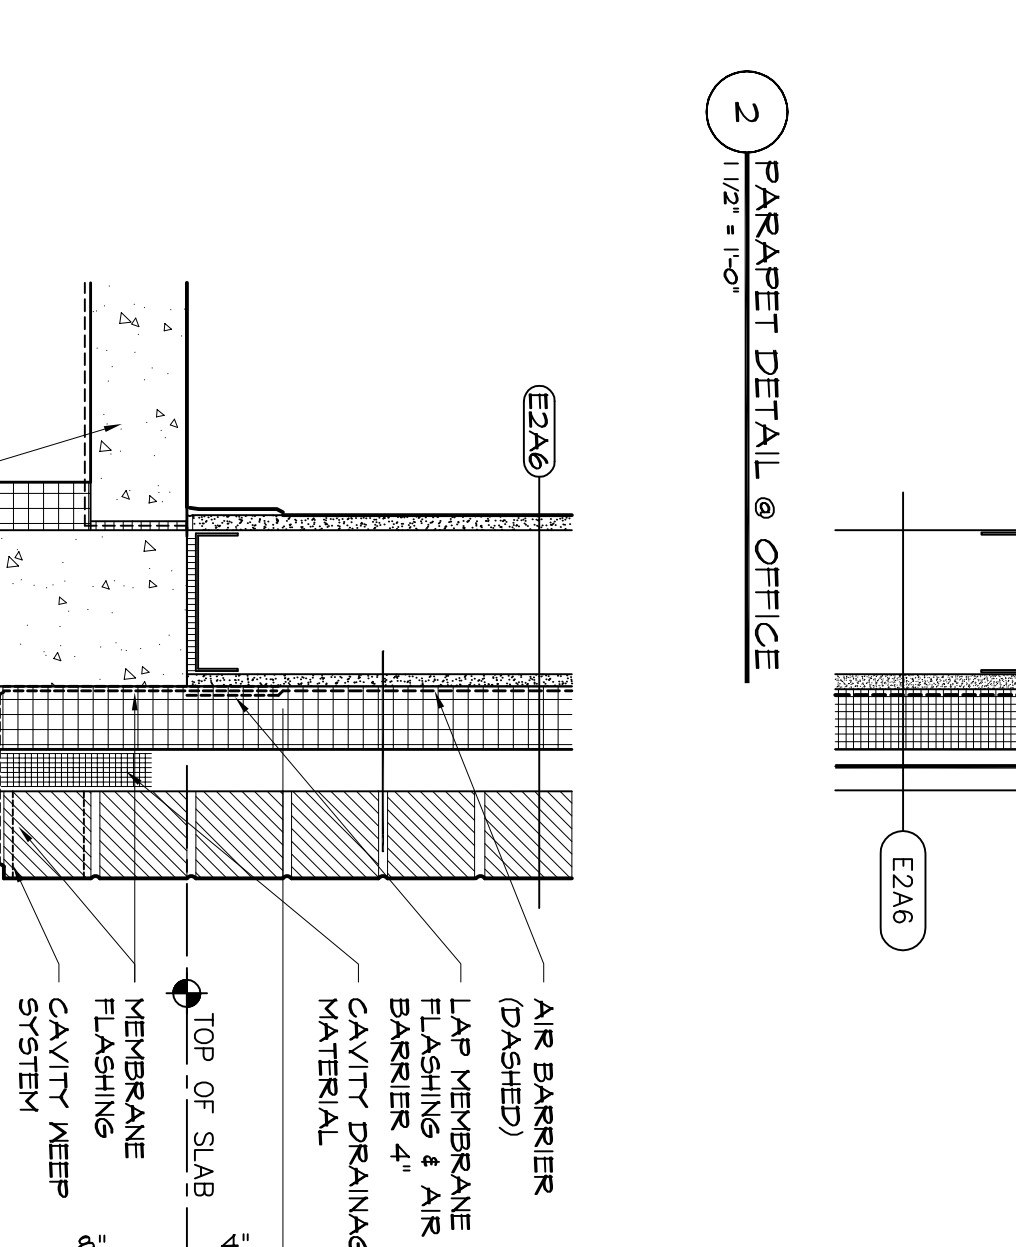 2
PARAPET DETAIL @ OFFICE
1 1/2" = 1'-0"
E2A6
E2A6
AIR BARRIER
(DASHED)
LAP MEMBRANE
FLASHING & AIR
BARRIER 4"
CAVITY DRAINAG
MATERIAL
TOP OF SLAB
MEMBRANE
FLASHING
CAVITY WEEP
SYSTEM
4"
8"